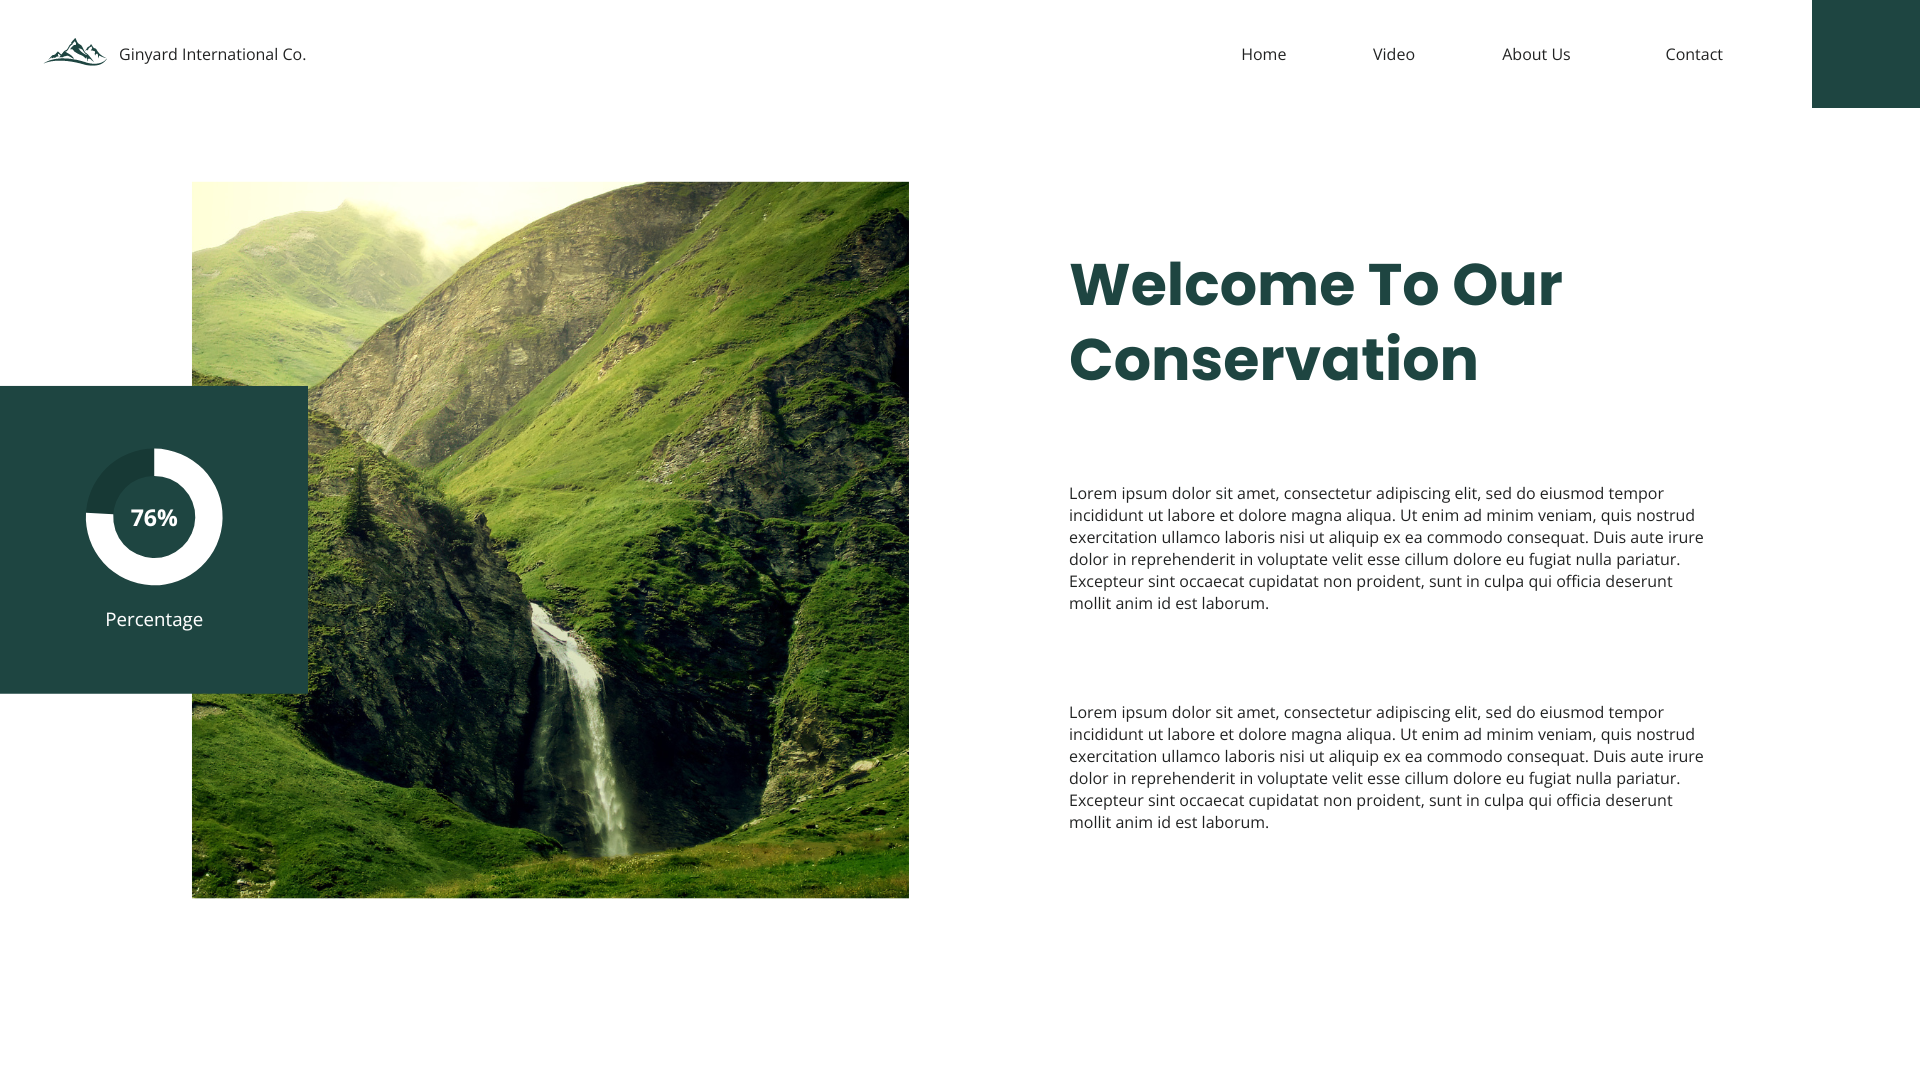 Ginyard International Co.
Home
Video
About Us
Contact
Welcome To Our
Conservation
76%
Percentage
Lorem ipsum dolor sit amet, consectetur adipiscing elit, sed do eiusmod tempor
incididunt ut labore et dolore magna aliqua. Ut enim ad minim veniam, quis nostrud
exercitation ullamco laboris nisi ut aliquip ex ea commodo consequat. Duis aute irure
dolor in reprehenderit in voluptate velit esse cillum dolore eu fugiat nulla pariatur.
Excepteur sint occaecat cupidatat non proident, sunt in culpa qui officia deserunt
mollit anim id est laborum.
Lorem ipsum dolor sit amet, consectetur adipiscing elit, sed do eiusmod tempor
incididunt ut labore et dolore magna aliqua. Ut enim ad minim veniam, quis nostrud
exercitation ullamco laboris nisi ut aliquip ex ea commodo consequat. Duis aute irure
dolor in reprehenderit in voluptate velit esse cillum dolore eu fugiat nulla pariatur.
Excepteur sint occaecat cupidatat non proident, sunt in culpa qui officia deserunt
mollit anim id est laborum.